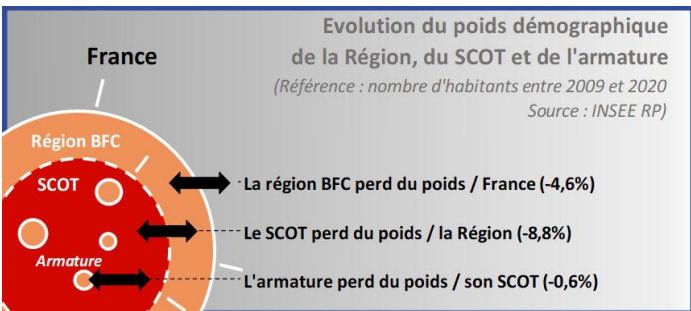 Evolution du poids démographique
de la Région, du SCOT et de l'armature
(Référence : nombre d'habitants entre 2009 et 2020
Source : INSEE RP)
France
Région BFC
SCOT
Armature
La région BFC perd du poids / France (-4,6%)
Le SCOT perd du poids / la Région (-8,8%)
L'armature perd du poids / son SCOT (-0,6%)